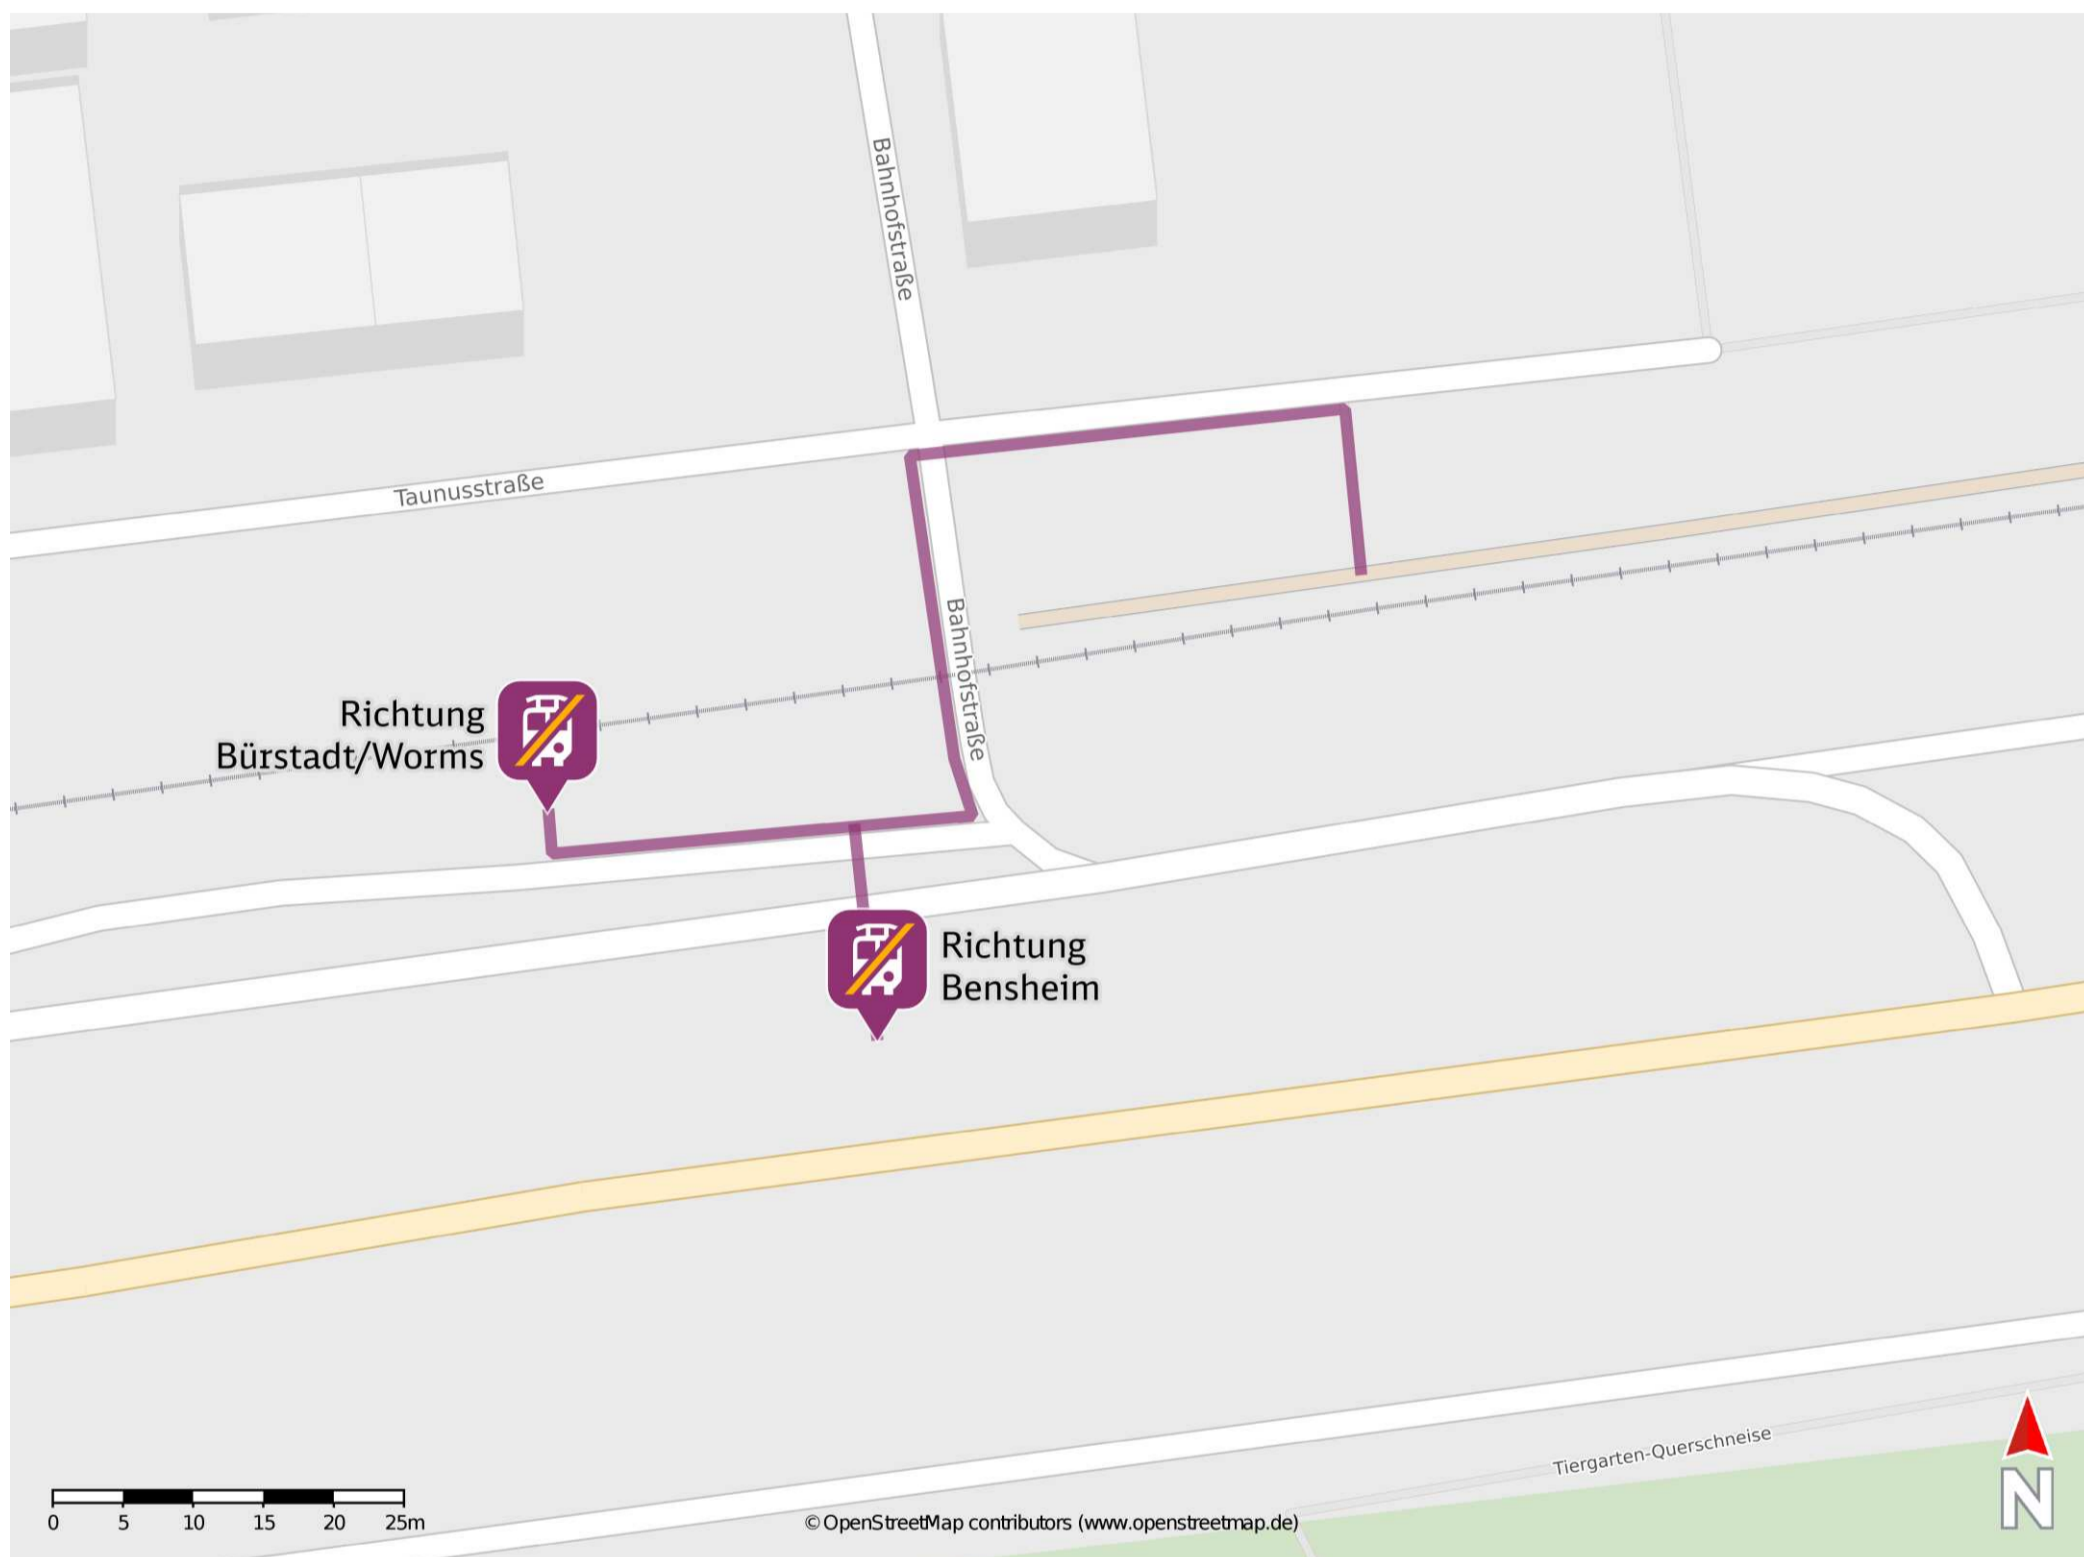 Bahnhofstraße
Taunusstraße
Bahnhofstraße
Richtung
Bürstadt/Worms
Richtung
Bensheim
Tiergarten-Querschneise
N
0 5 10 15 20 25m
© OpenStreetMap contributors (www.openstreetmap.de)